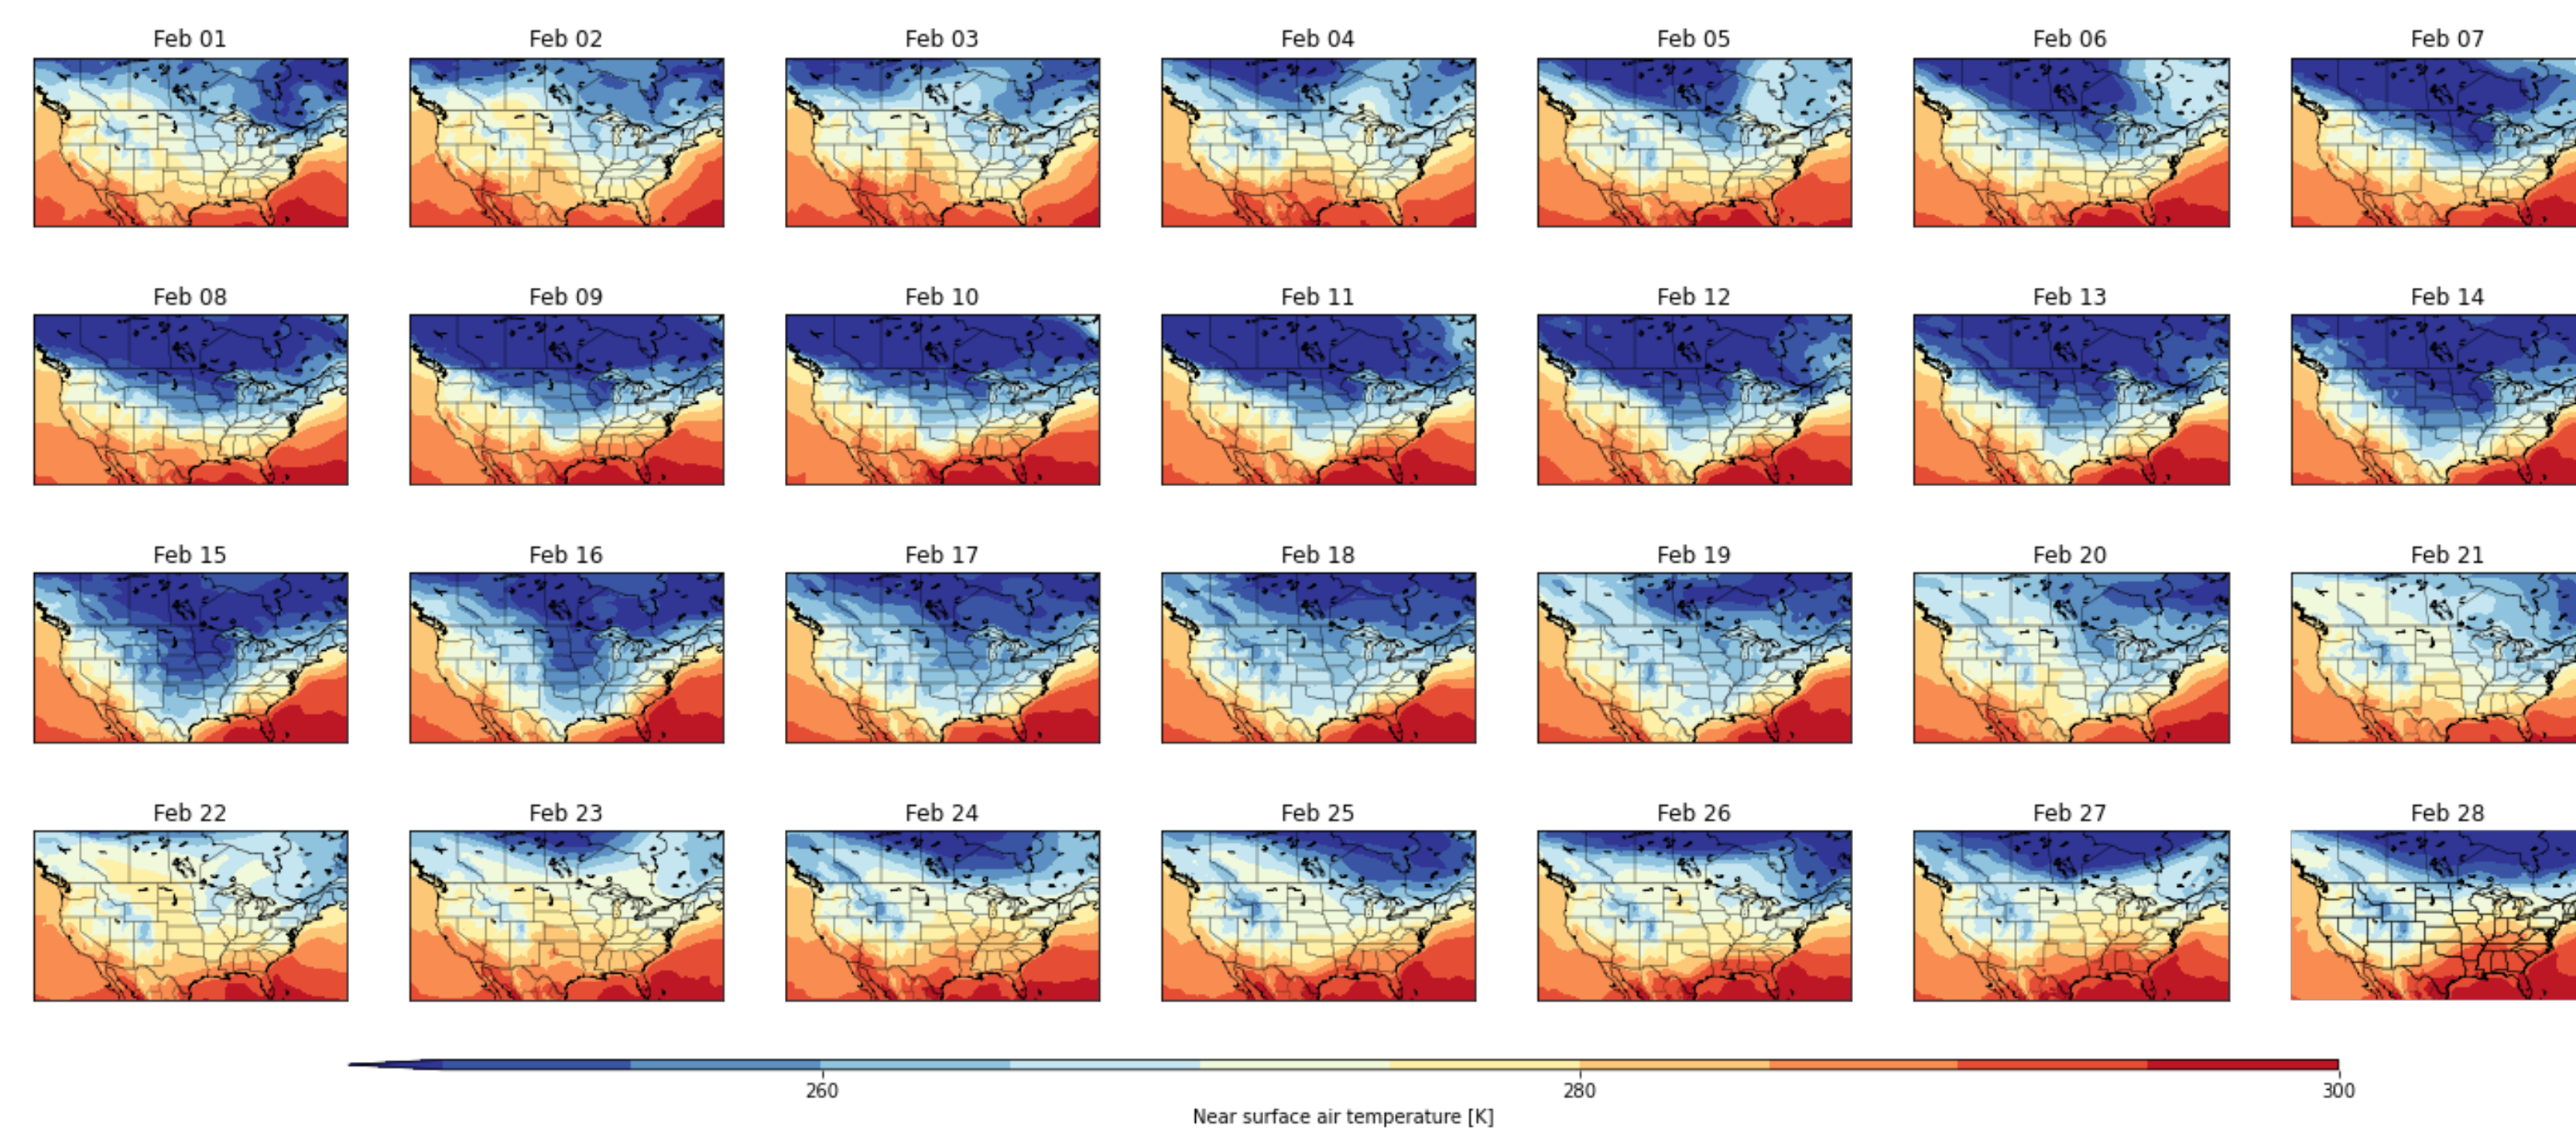 Feb 01 Feb 02 Feb 03 Feb 04 Feb 05 Feb 06 Feb 07
Feb 08 Feb 09 Feb 10 Feb 11 Feb 12 Feb 13 Feb 14
Feb 15 Feb 16 Feb 17 Feb 18 Feb 19 Feb 20 Feb 21
Feb 22 Feb 23 Feb 24 Feb 25 Feb 26 Feb 27 Feb 28
260 280 300
Near surface air temperature [K]